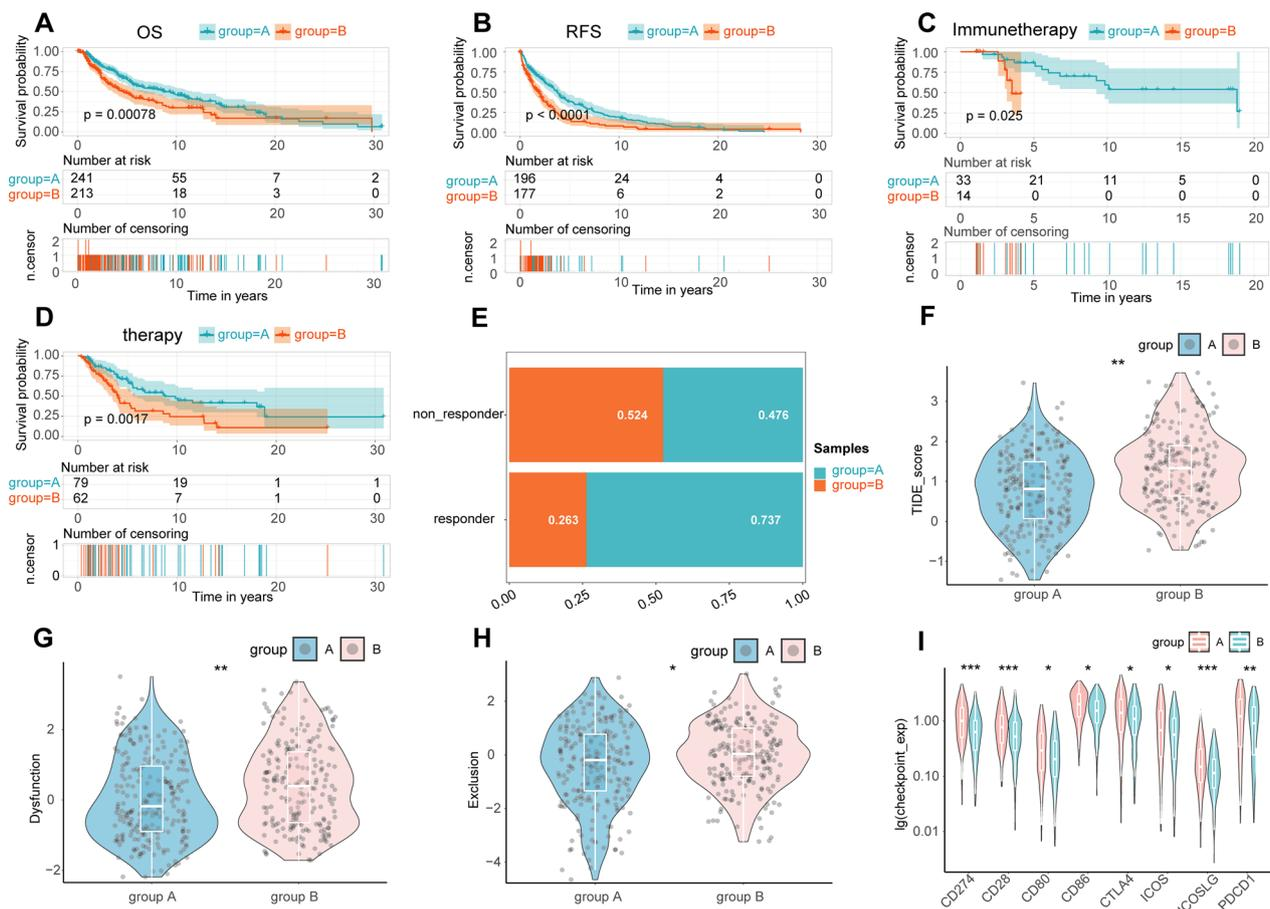 A
OS
group=A
group=B
Survival probability
1.00
0.75
0.50
0.25
0.00
p = 0.00078
0 10 20 30
Number at risk
group=A 241 55 7 2
group=B 213 18 3 0
0 10 20 30
Number of censoring
n.censor
2
1
0
0 10 20 30
Time in years
B
RFS
group=A
group=B
Survival probability
1.00
0.75
0.50
0.25
0.00
p < 0.0001
0 10 20 30
Number at risk
group=A 196 24 4 0
group=B 177 6 2 0
0 10 20 30
Number of censoring
n.censor
2
1
0
0 10 20 30
Time in years
C
Immunetherapy
group=A
group=B
Survival probability
1.00
0.75
0.50
0.25
0.00
p = 0.025
0 5 10 15 20
Number at risk
group=A 33 21 11 5 0
group=B 14 0 0 0 0
0 5 10 15 20
Number of censoring
n.censor
2
1
0
0 5 10 15 20
Time in years
D
therapy
group=A
group=B
Survival probability
1.00
0.75
0.50
0.25
0.00
p = 0.0017
0 10 20 30
Number at risk
group=A 79 19 1 1
group=B 62 7 1 0
0 10 20 30
Number of censoring
n.censor
1
0
0 10 20 30
Time in years
E
non_responder
0.524 0.476
responder
0.263 0.737
0.00 0.25 0.50 0.75 1.00
Samples
group=A
group=B
F
group A B
**
TIDE_score
3
2
1
0
−1
group A group B
G
group A B
**
Dysfunction
2
0
−2
group A group B
H
group A B
*
Exclusion
2
0
−2
−4
group A group B
I
group A B
*** *** * * * * *** **
lg(checkpoint_exp)
1.00
0.10
0.01
CD274 CD28 CD80 CD86 CTLA4 ICOS ICOSLG PDCD1